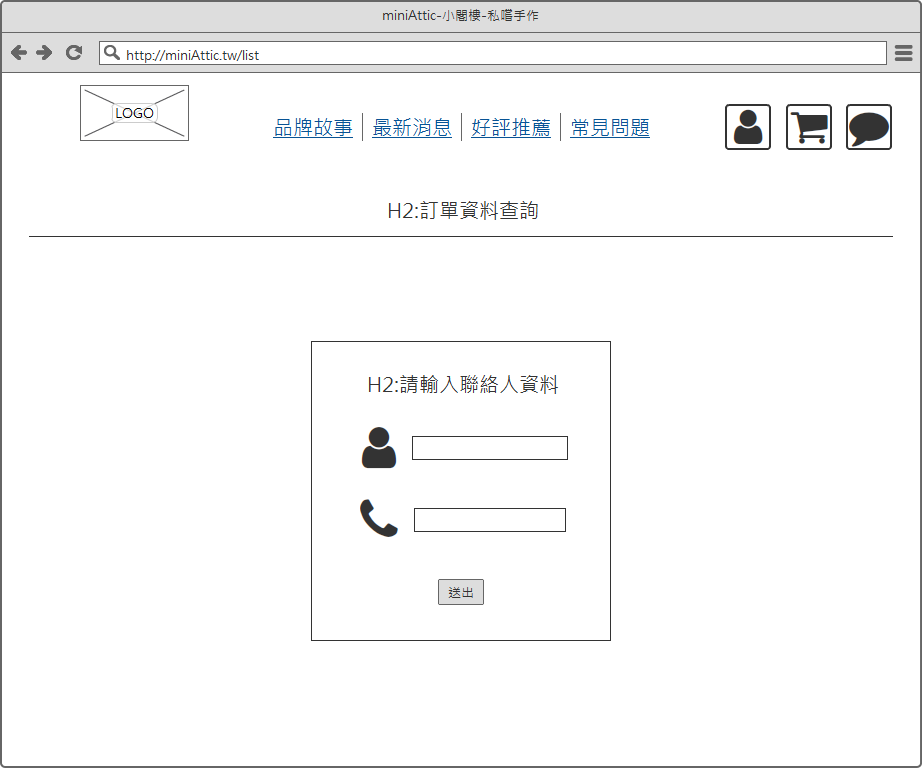 miniAttic-小閣樓-私嚐手作
http://miniAttic.tw/list
LOGO
品牌故事 最新消息 好評推薦 常見問題
H2:訂單資料查詢
H2:請輸入聯絡人資料
送出